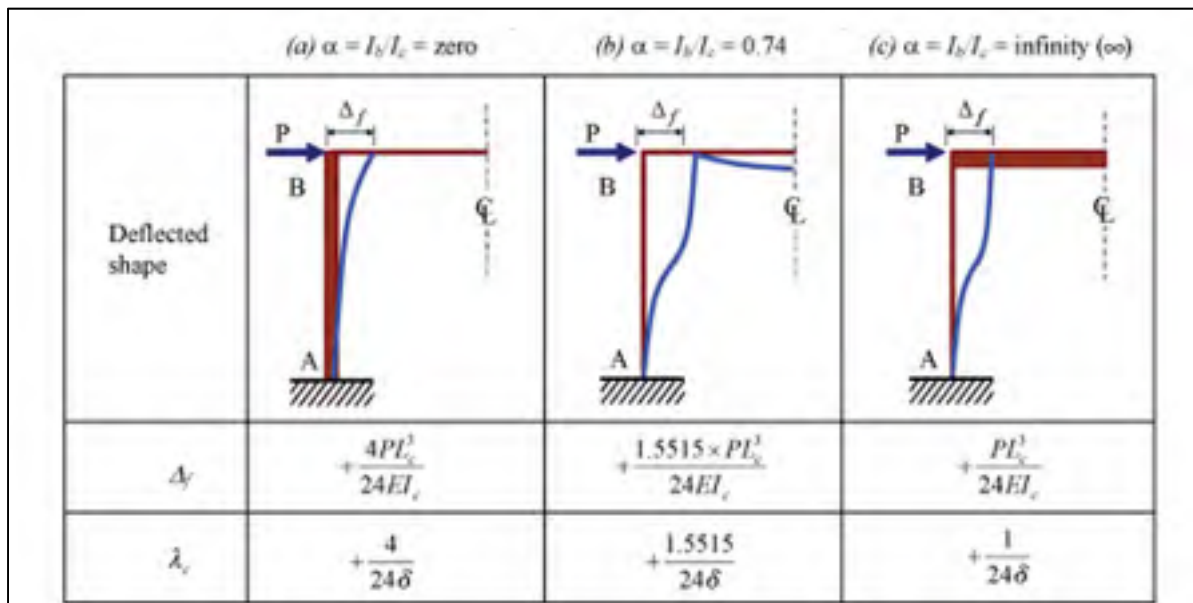 (a) α = I_b/I_c = zero (b) α = I_b/I_c = 0.74 (c) α = I_b/I_c = infinity (∞)
Δ_f Δ_f Δ_f
P P P
B B B
℄ ℄ ℄
Deflected
shape
A A A
Δ_f +4PL_c^3/24EI_c +1.5515 × PL_c^3/24EI_c +PL_c^3/24EI_c
λ_c +4/24δ +1.5515/24δ +1/24δ